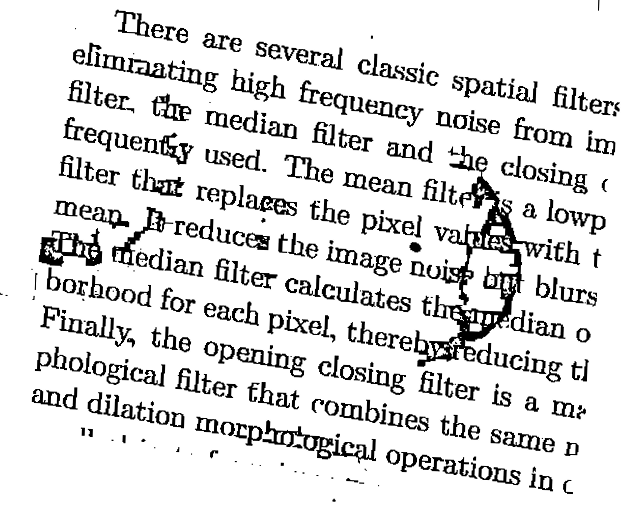 There are several classic spatial filters
eliminating high frequency noise from im
filter, the median filter and the closing
frequently used. The mean filter is a lowp
filter that replaces the pixel values with t
mean. It reduces the image noise but blurs
The median filter calculates the median o
borhood for each pixel, thereby reducing tl
Finally, the opening closing filter is a ma
phological filter that combines the same n
and dilation morphological operations in